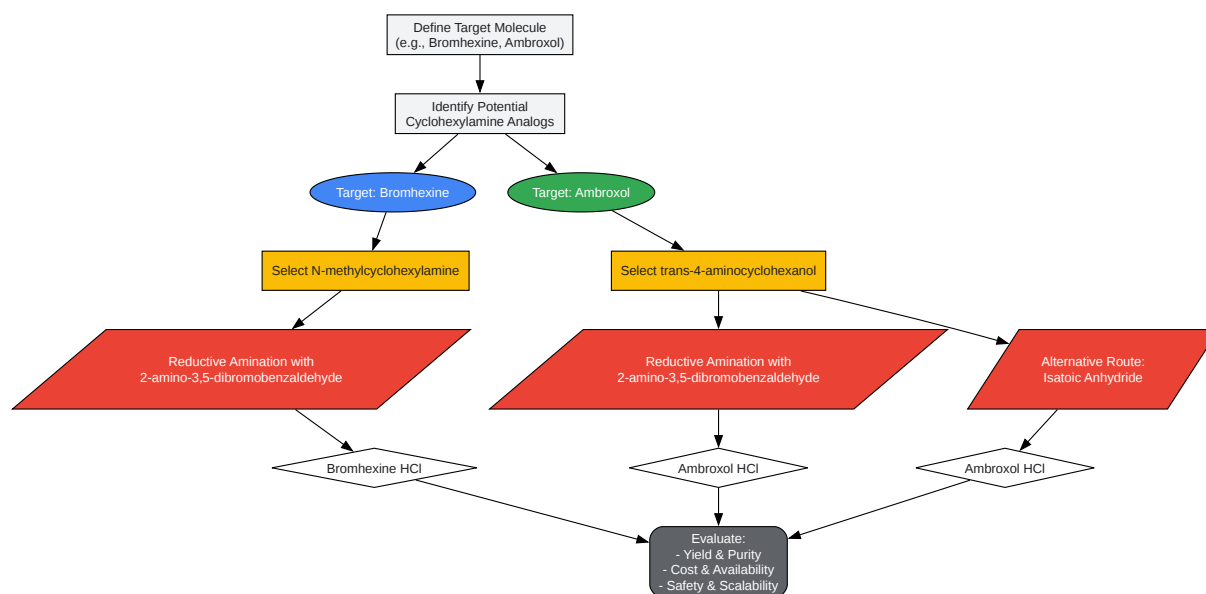 Define Target Molecule
(e.g., Bromhexine, Ambroxol)
Identify Potential
Cyclohexylamine Analogs
Target: Bromhexine
Target: Ambroxol
Select N-methylcyclohexylamine
Select trans-4-aminocyclohexanol
Reductive Amination with
2-amino-3,5-dibromobenzaldehyde
Reductive Amination with
2-amino-3,5-dibromobenzaldehyde
Alternative Route:
Isatoic Anhydride
Bromhexine HCl
Ambroxol HCl
Ambroxol HCl
Evaluate:
- Yield & Purity
- Cost & Availability
- Safety & Scalability